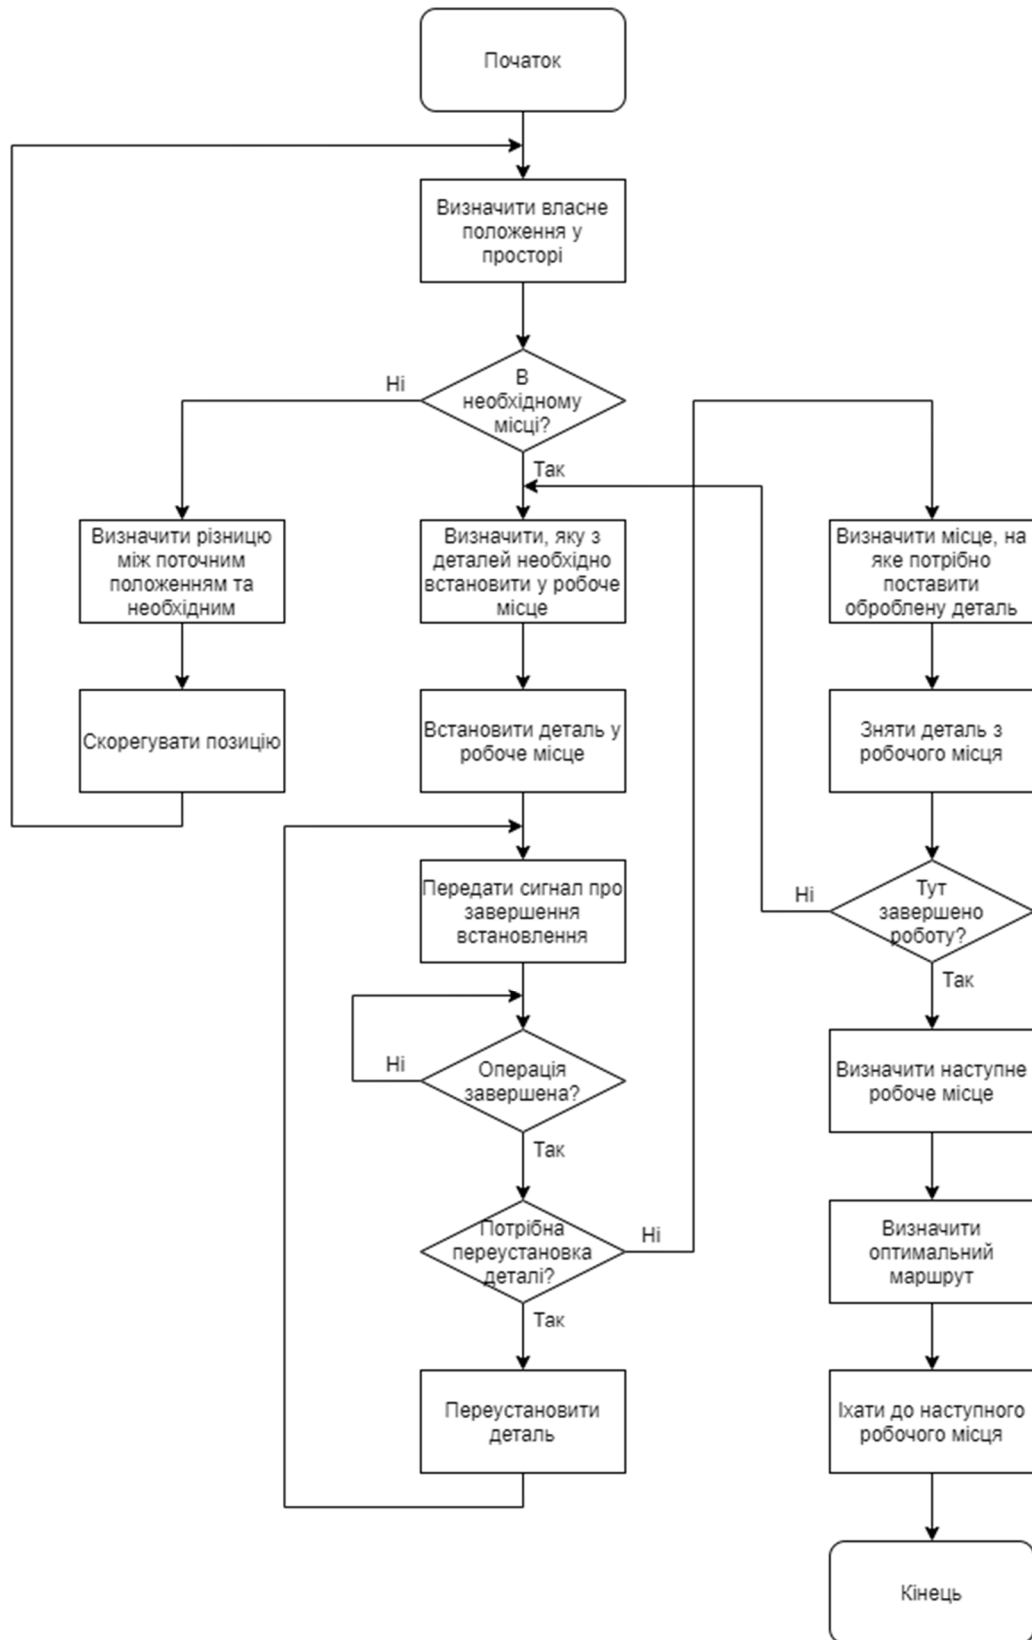 Початок
Визначити власне
положення у
просторі
Ні
В
необхідному
місці?
Так
Визначити різницю
між поточним
положенням та
необхідним
Скорегувати позицію
Визначити, яку з
деталей необхідно
встановити у робоче
місце
Встановити деталь у
робоче місце
Передати сигнал про
завершення
встановлення
Ні
Операція
завершена?
Так
Потрібна
переустановка
деталі?
Ні
Так
Переустановити
деталь
Визначити місце, на
яке потрібно
поставити
оброблену деталь
Зняти деталь з
робочого місця
Ні
Тут
завершено
роботу?
Так
Визначити наступне
робоче місце
Визначити
оптимальний
маршрут
Їхати до наступного
робочого місця
Кінець